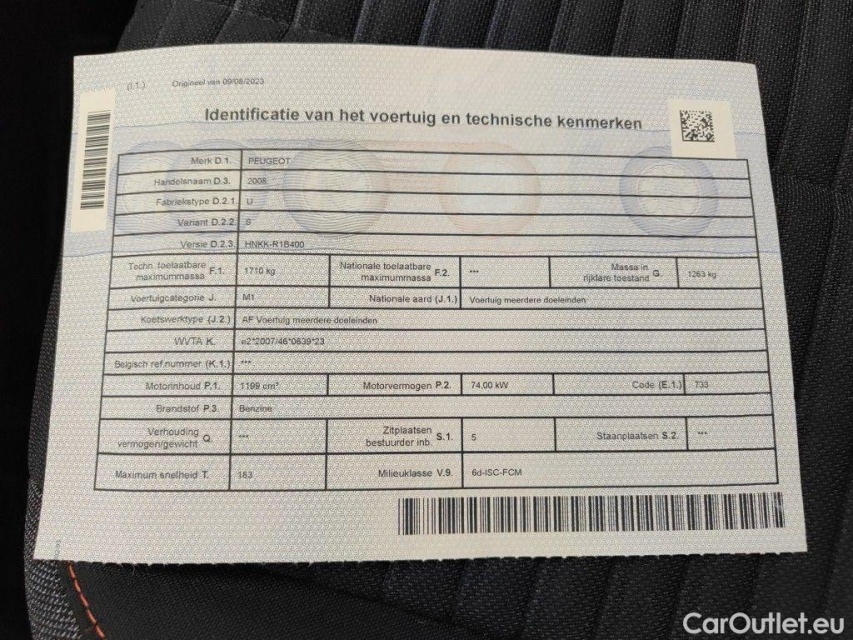 (I.1.) Origineel van 09/08/2023
Identificatie van het voertuig en technische kenmerken
Merk D.1. PEUGEOT
Handelsnaam D.3. 2008
Fabriekstype D.2.1. U
Variant D.2.2. S
Versie D.2.3. HNKK-R1B400
Techn. toelaatbare maximummassa F.1. 1710 kg Nationale toelaatbare maximummassa F.2. *** Massa in rijklare toestand G. 1263 kg
Voertuigcategorie J. M1 Nationale aard (J.1.) Voertuig meerdere doeleinden
Koetswerktype (J.2.) AF Voertuig meerdere doeleinden
WVTA K. e2*2007/46*0639*23
Belgisch ref.nummer (K.1.) ***
Motorinhoud P.1. 1199 cm³ Motorvermogen P.2. 74.00 kW Code (E.1.) 733
Brandstof P.3. Benzine
Verhouding vermogen/gewicht Q. *** Zitplaatsen bestuurder inb. S.1. 5 Staanplaatsen S.2. ***
Maximum snelheid T. 183 Milieuklasse V.9. 6d-ISC-FCM
CarOutlet.eu